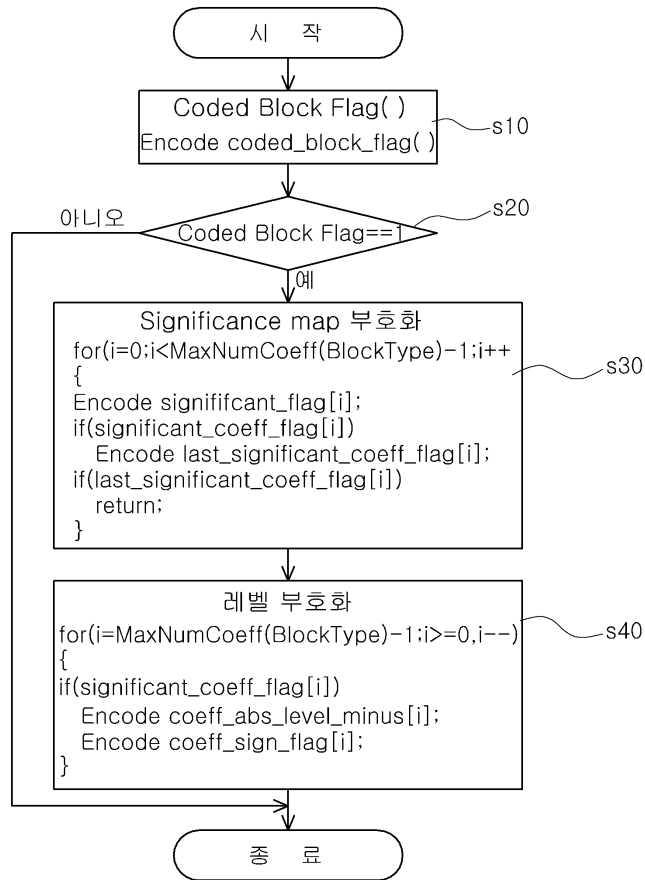 시 작
Coded Block Flag( )
Encode coded_block_flag( )
s10
아니오
Coded Block Flag==1
s20
예
Significance map 부호화
for(i=0;i<MaxNumCoeff(BlockType)-1;i++
{
Encode signififcant_flag[i];
if(significant_coeff_flag[i])
Encode last_significant_coeff_flag[i];
if(last_significant_coeff_flag[i])
return;
}
s30
레벨 부호화
for(i=MaxNumCoeff(BlockType)-1;i>=0,i--)
{
if(significant_coeff_flag[i])
Encode coeff_abs_level_minus[i];
Encode coeff_sign_flag[i];
}
s40
종 료